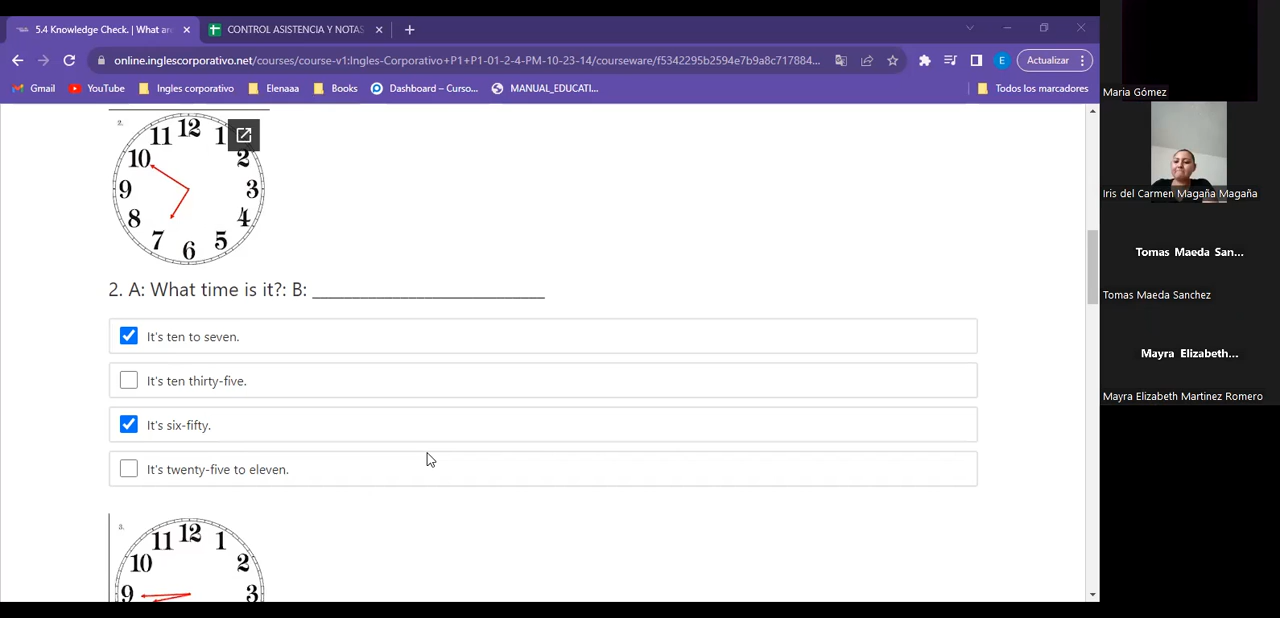 5.4 Knowledge Check. | What ar
CONTROL ASISTENCIA Y NOTAS
online.inglescorporativo.net/courses/course-v1:Ingles-Corporativo+P1+P1-01-2-4-PM-10-23-14/courseware/f5342295b2594e7b9a8c717884...
E
Actualizar
Gmail
YouTube
Ingles corporativo
Elenaaa
Books
Dashboard – Curso...
MANUAL_EDUCATI...
Todos los marcadores
2.
12
11
1
10
2
9
3
8
4
7
5
6
2. A: What time is it?: B: ____________________________
It's ten to seven.
It's ten thirty-five.
It's six-fifty.
It's twenty-five to eleven.
3.
12
11
1
10
2
9
3
Maria Gómez
Iris del Carmen Magaña Magaña
Tomas Maeda San...
Tomas Maeda Sanchez
Mayra Elizabeth...
Mayra Elizabeth Martinez Romero